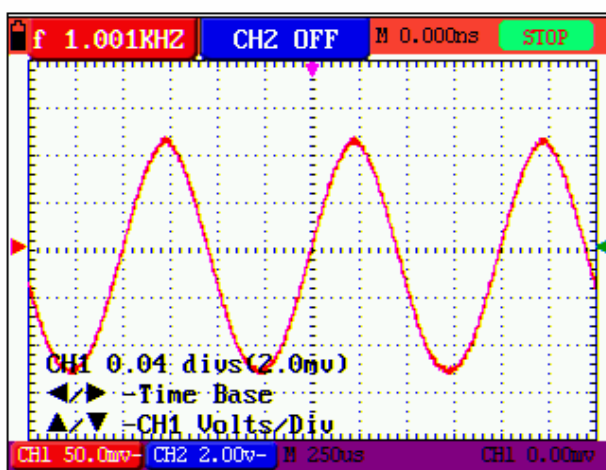 f 1.001KHZ CH2 OFF M 0.000ns STOP
CH1 0.04 divs(2.0mv)
◀/▶ -Time Base
▲/▼ -CH1 Volts/Div
CH1 50.0mv- CH2 2.00v- M 250us CH1 0.00mv